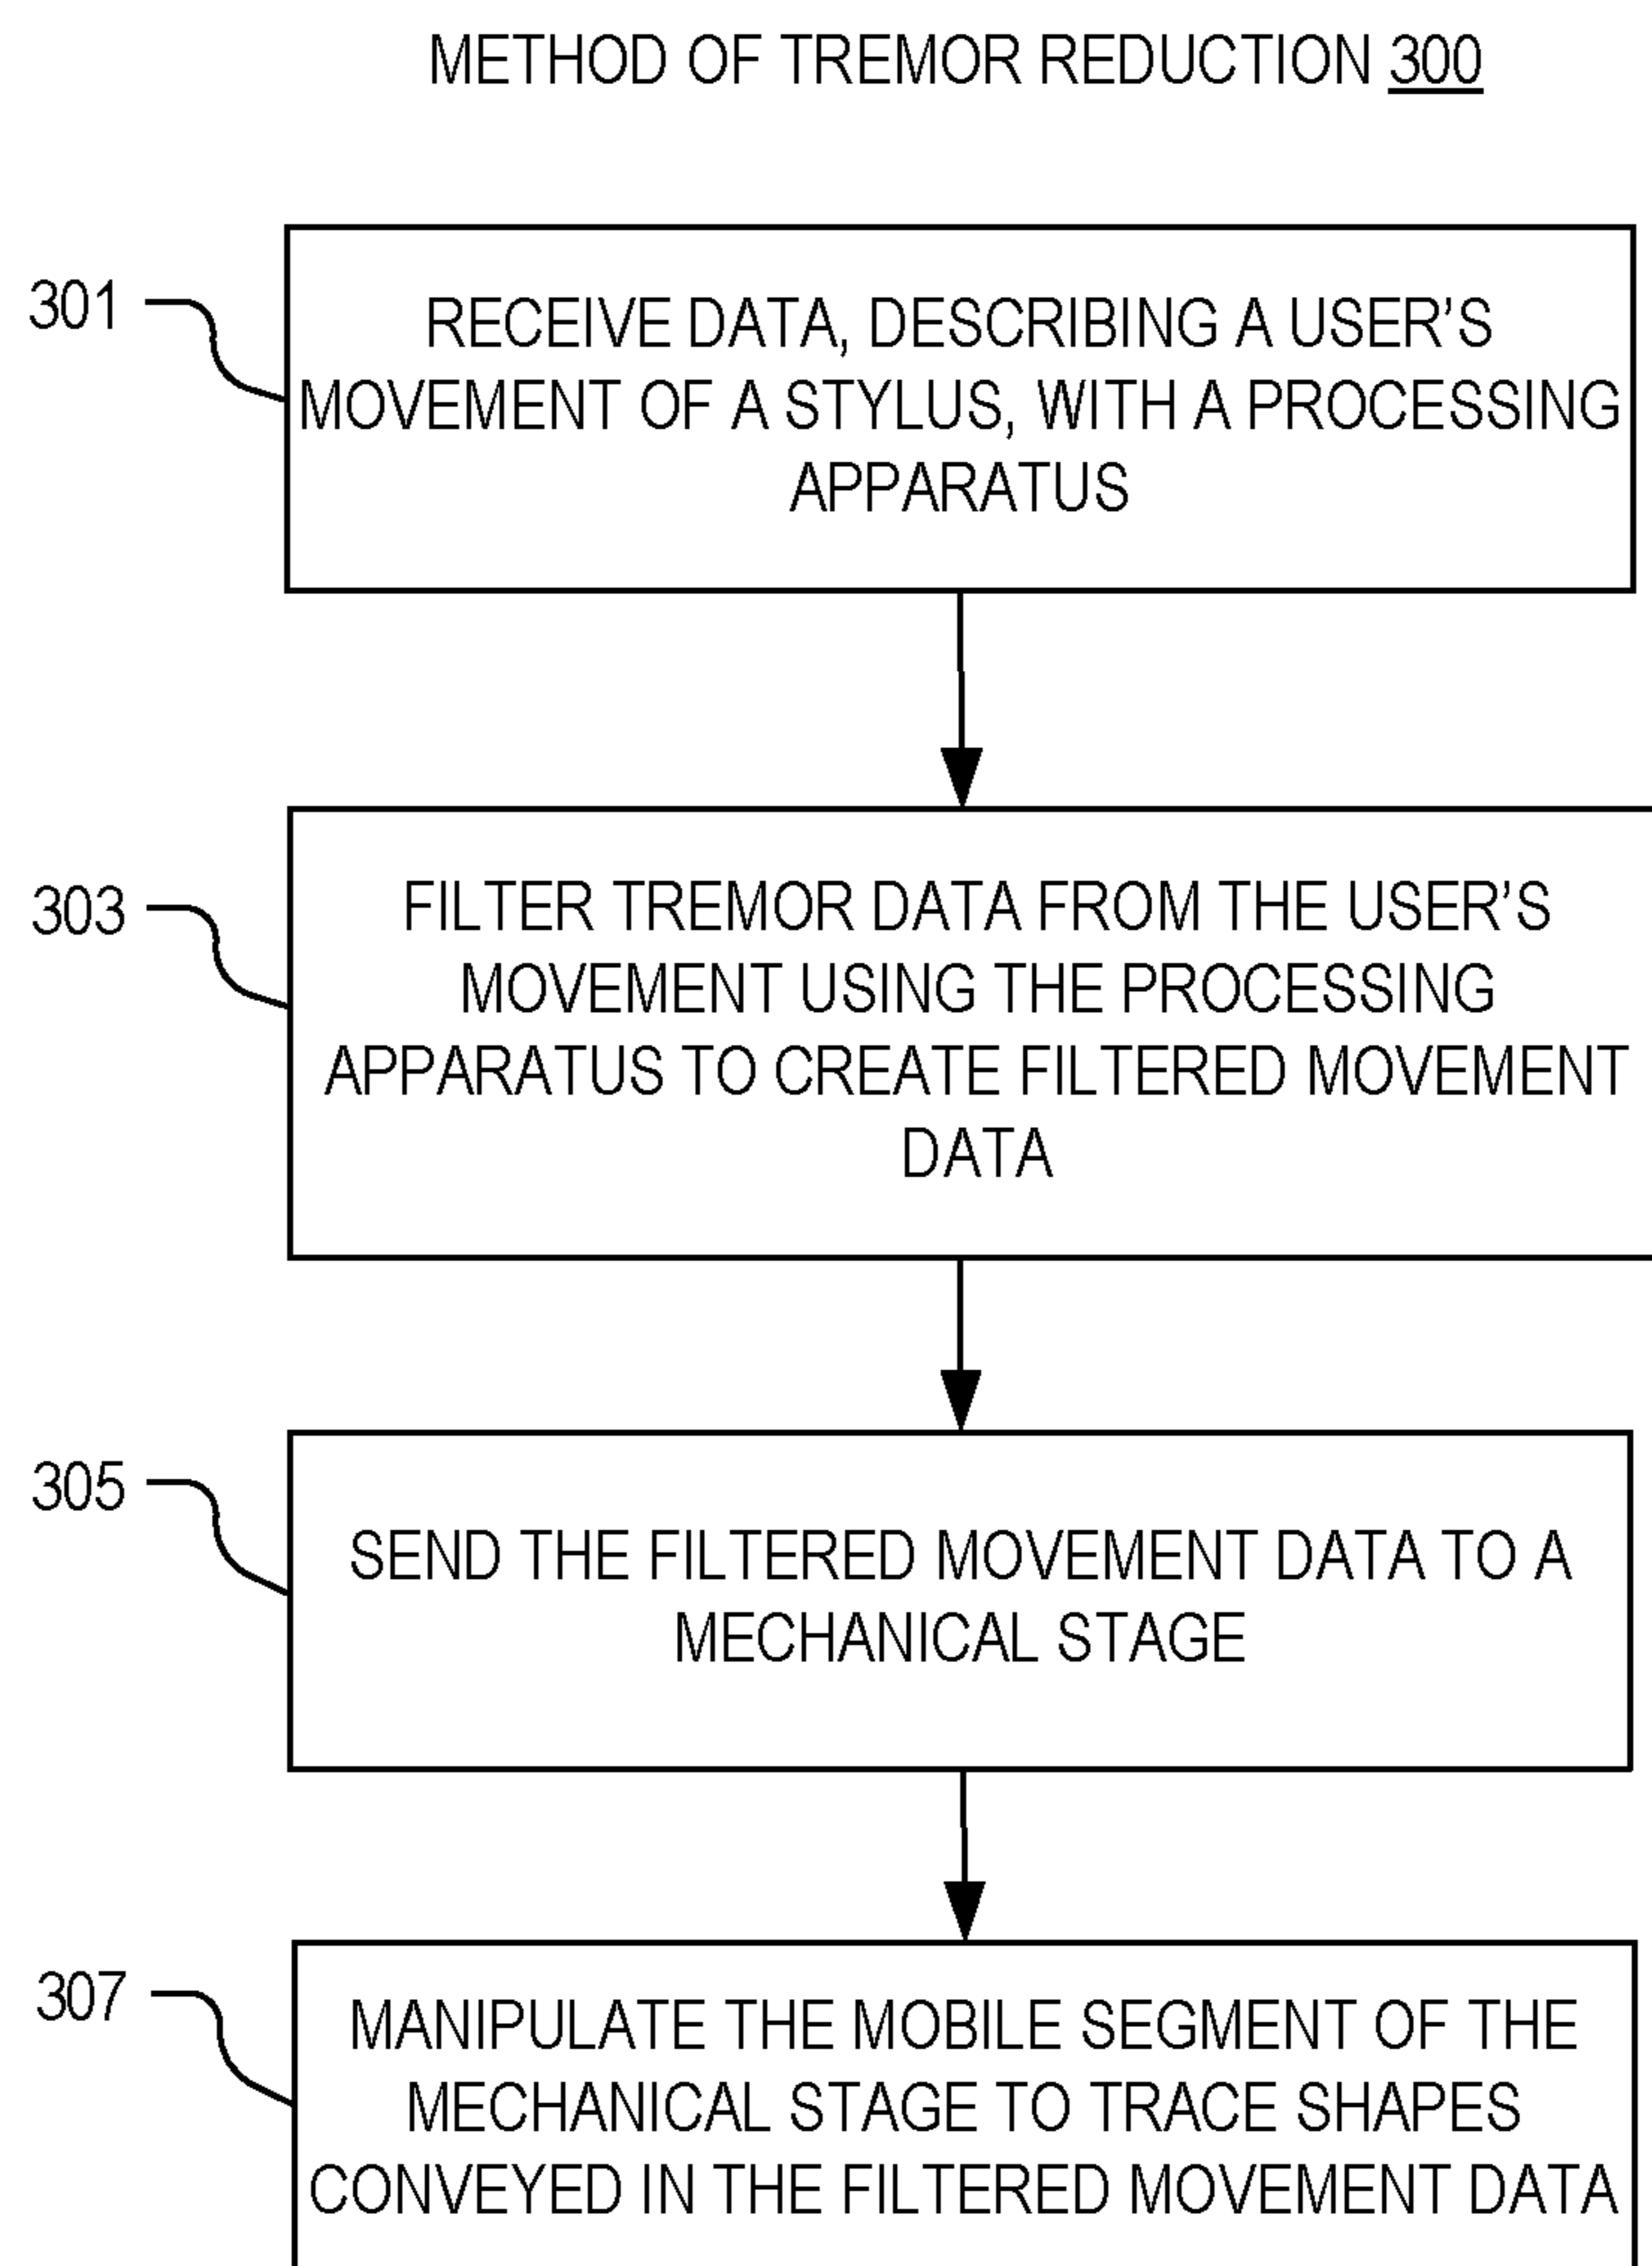 METHOD OF TREMOR REDUCTION 300
301
RECEIVE DATA, DESCRIBING A USER'S
MOVEMENT OF A STYLUS, WITH A PROCESSING
APPARATUS
303
FILTER TREMOR DATA FROM THE USER'S
MOVEMENT USING THE PROCESSING
APPARATUS TO CREATE FILTERED MOVEMENT
DATA
305
SEND THE FILTERED MOVEMENT DATA TO A
MECHANICAL STAGE
307
MANIPULATE THE MOBILE SEGMENT OF THE
MECHANICAL STAGE TO TRACE SHAPES
CONVEYED IN THE FILTERED MOVEMENT DATA